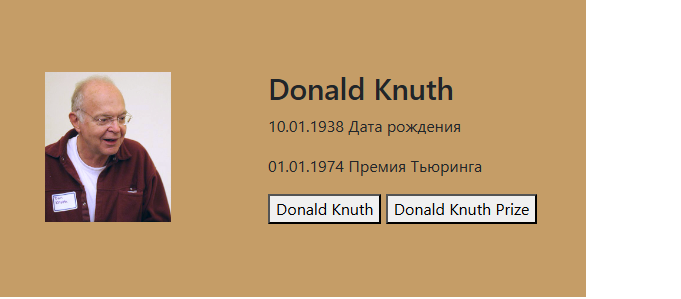 Donald Knuth
10.01.1938 Дата рождения
01.01.1974 Премия Тьюринга
Donald Knuth
Donald Knuth Prize